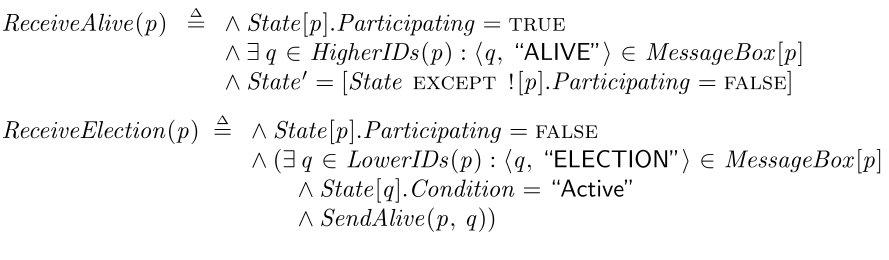 ReceiveAlive(p) ≜ ∧ State[p].Participating = TRUE
∧ ∃ q ∈ HigherIDs(p) : ⟨q, “ALIVE”⟩ ∈ MessageBox[p]
∧ State′ = [State EXCEPT ![p].Participating = FALSE]
ReceiveElection(p) ≜ ∧ State[p].Participating = FALSE
∧ (∃ q ∈ LowerIDs(p) : ⟨q, “ELECTION”⟩ ∈ MessageBox[p]
∧ State[q].Condition = “Active”
∧ SendAlive(p, q))